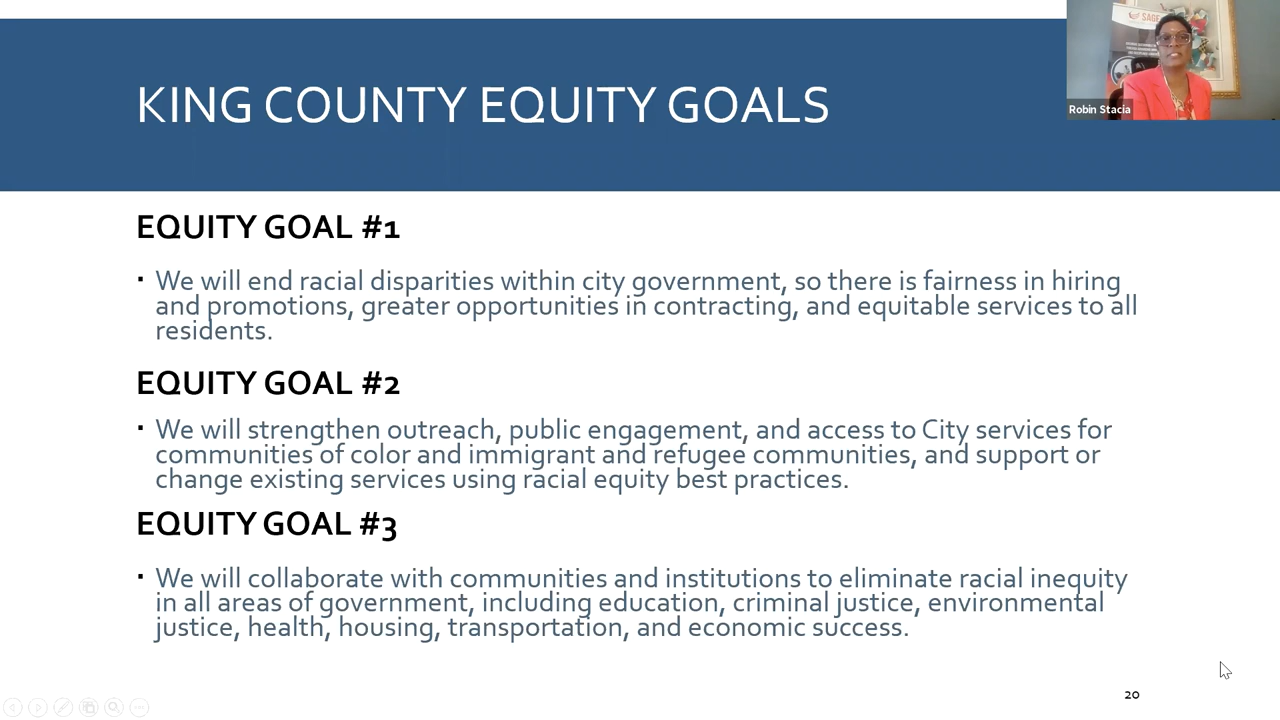 KING COUNTY EQUITY GOALS
SAGE
Robin Stacia
EQUITY GOAL #1
▪ We will end racial disparities within city government, so there is fairness in hiring
and promotions, greater opportunities in contracting, and equitable services to all
residents.
EQUITY GOAL #2
▪ We will strengthen outreach, public engagement, and access to City services for
communities of color and immigrant and refugee communities, and support or
change existing services using racial equity best practices.
EQUITY GOAL #3
▪ We will collaborate with communities and institutions to eliminate racial inequity
in all areas of government, including education, criminal justice, environmental
justice, health, housing, transportation, and economic success.
20